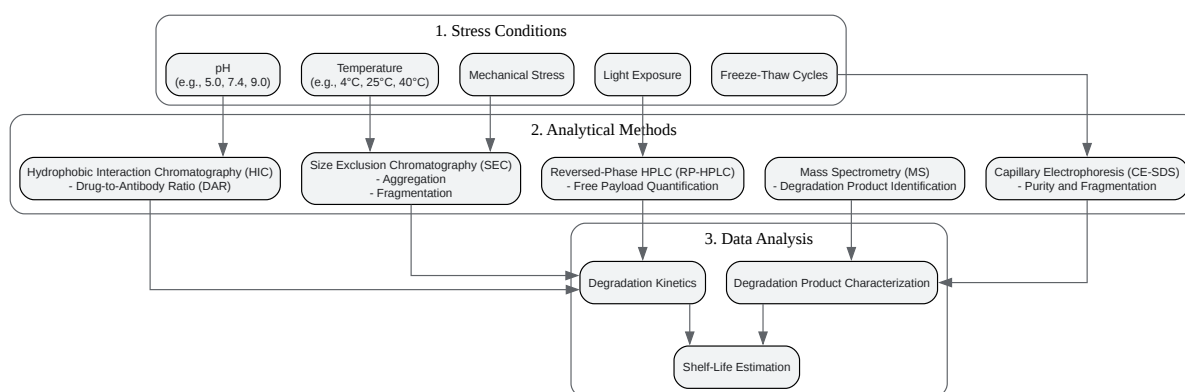 1. Stress Conditions
pH
(e.g., 5.0, 7.4, 9.0)
Temperature
(e.g., 4°C, 25°C, 40°C)
Mechanical Stress
Light Exposure
Freeze-Thaw Cycles
2. Analytical Methods
Hydrophobic Interaction Chromatography (HIC)
- Drug-to-Antibody Ratio (DAR)
Size Exclusion Chromatography (SEC)
- Aggregation
- Fragmentation
Reversed-Phase HPLC (RP-HPLC)
- Free Payload Quantification
Mass Spectrometry (MS)
- Degradation Product Identification
Capillary Electrophoresis (CE-SDS)
- Purity and Fragmentation
3. Data Analysis
Degradation Kinetics
Degradation Product Characterization
Shelf-Life Estimation